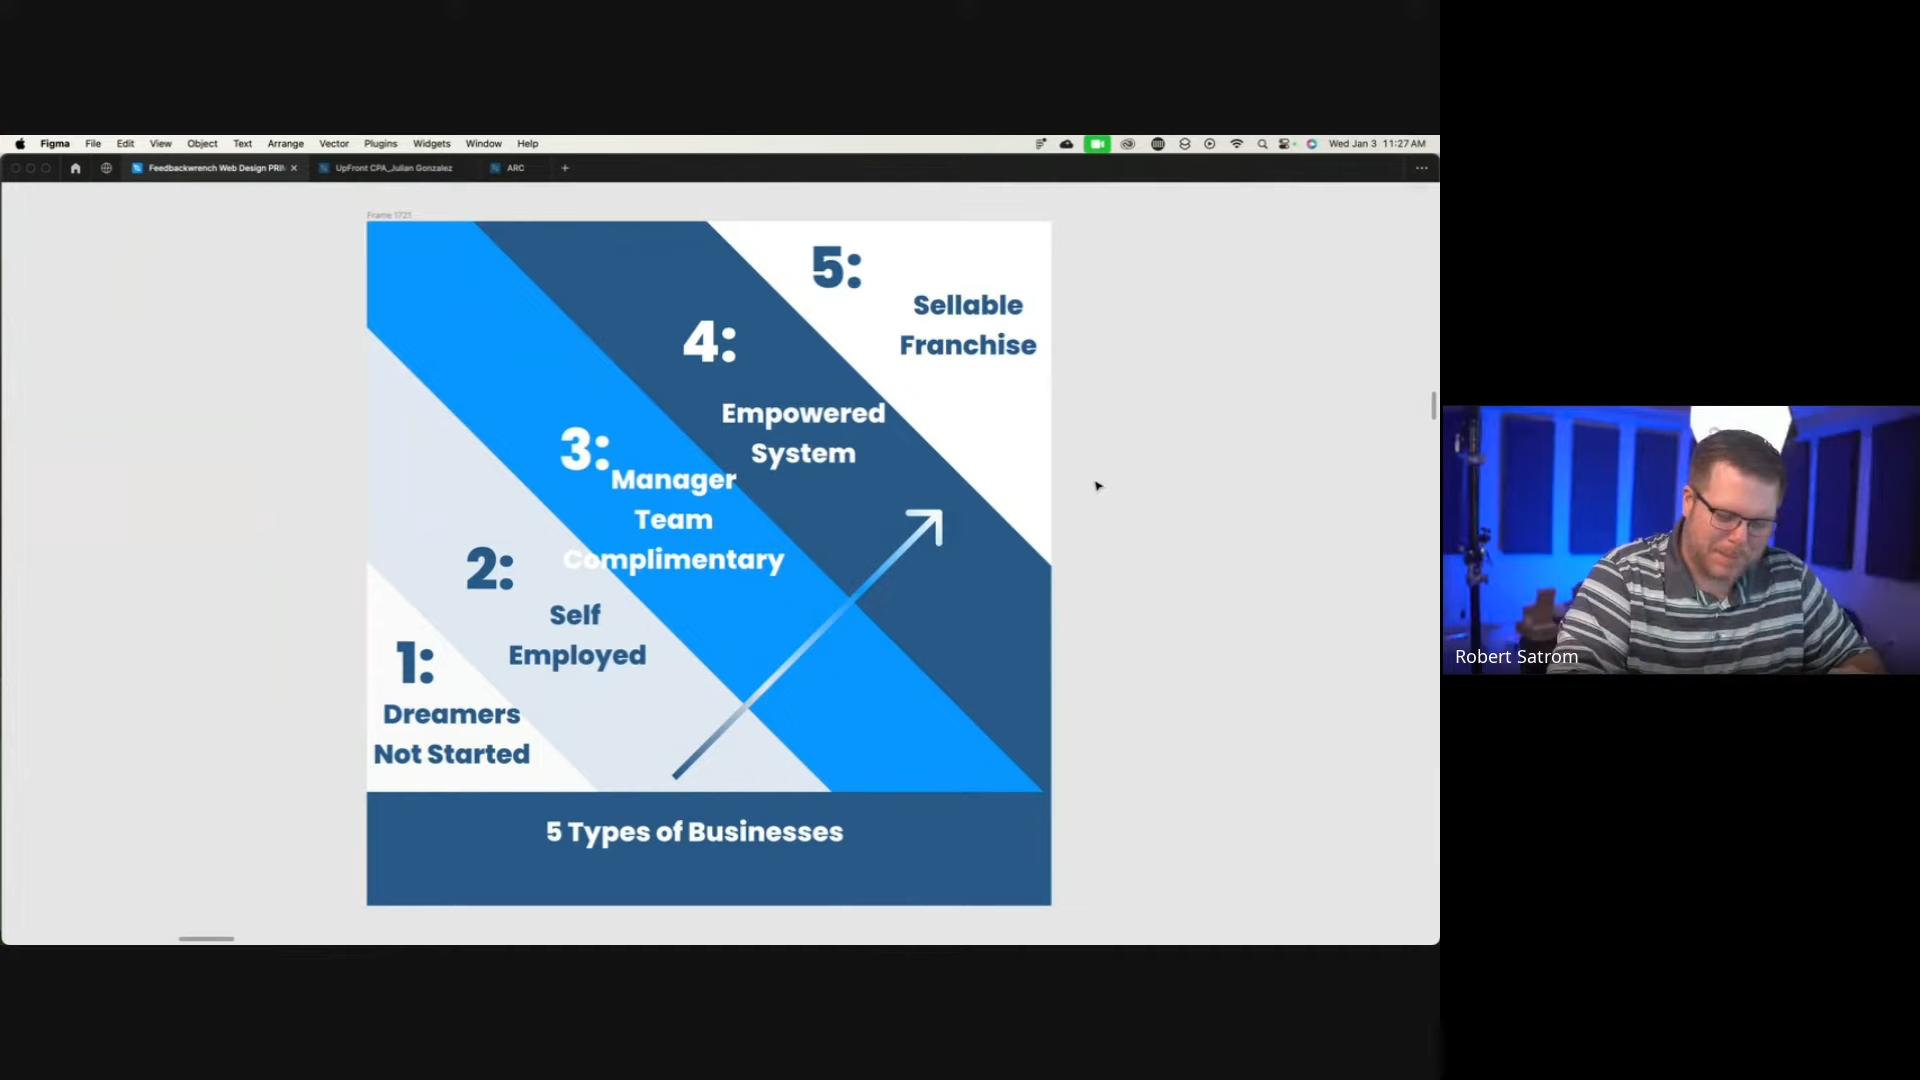 Figma File Edit View Object Text Arrange Vector Plugins Widgets Window Help
Wed Jan 3 11:27 AM
Feedbackwrench Web Design PRI
UpFront CPA_Julian Gonzalez
ARC
Frame 1721
5:
Sellable
Franchise
4:
Empowered
System
3:
Manager
Team
Complimentary
2:
Self
Employed
1:
Dreamers
Not Started
5 Types of Businesses
Robert Satrom